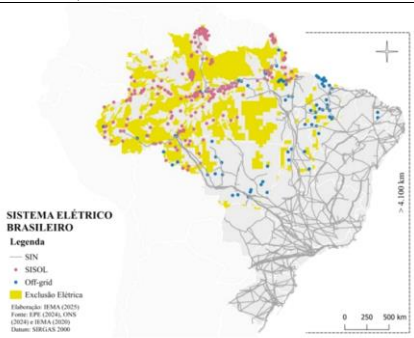 > 4.100 km
SISTEMA ELÉTRICO
BRASILEIRO
Legenda
SIN
SISOL
Off-grid
Exclusão Elétrica
Elaboração: IEMA (2025)
Fonte: EPE (2024), ONS
(2024) e IEMA (2020)
Datum: SIRGAS 2000
0 250 500 km